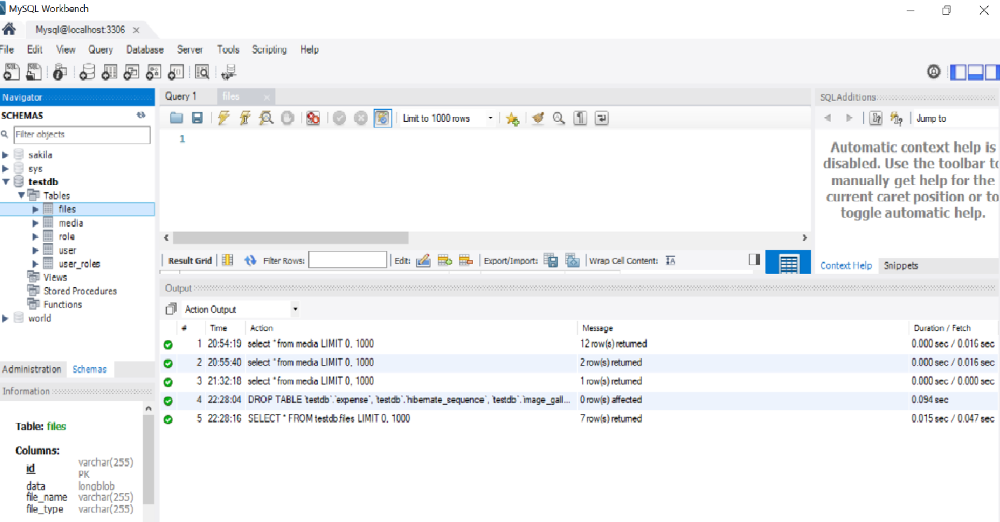 MySQL Workbench
Mysql@localhost:3306
File Edit View Query Database Server Tools Scripting Help
Navigator
SCHEMAS
Filter objects
sakila
sys
testdb
Tables
files
media
role
user
user_roles
Views
Stored Procedures
Functions
world
Administration Schemas
Information
Table: files
Columns:
id varchar(255)
PK
data longblob
file_name varchar(255)
file_type varchar(255)
Query 1 files
Limit to 1000 rows
1
Result Grid Filter Rows: Edit: Export/Import: Wrap Cell Content:
SQLAdditions
Jump to
Automatic context help is
disabled. Use the toolbar to
manually get help for the
current caret position or to
toggle automatic help.
Context Help Snippets
Output
Action Output
# Time Action Message Duration / Fetch
1 20:54:19 select *from media LIMIT 0, 1000 12 row(s) returned 0.000 sec / 0.016 sec
2 20:55:40 select *from media LIMIT 0, 1000 2 row(s) returned 0.000 sec / 0.016 sec
3 21:32:18 select *from media LIMIT 0, 1000 1 row(s) returned 0.000 sec / 0.000 sec
4 22:28:04 DROP TABLE `testdb`.`expense`, `testdb`.`hibernate_sequence`, `testdb`.`image_gall... 0 row(s) affected 0.094 sec
5 22:28:16 SELECT * FROM testdb.files LIMIT 0, 1000 7 row(s) returned 0.015 sec / 0.047 sec